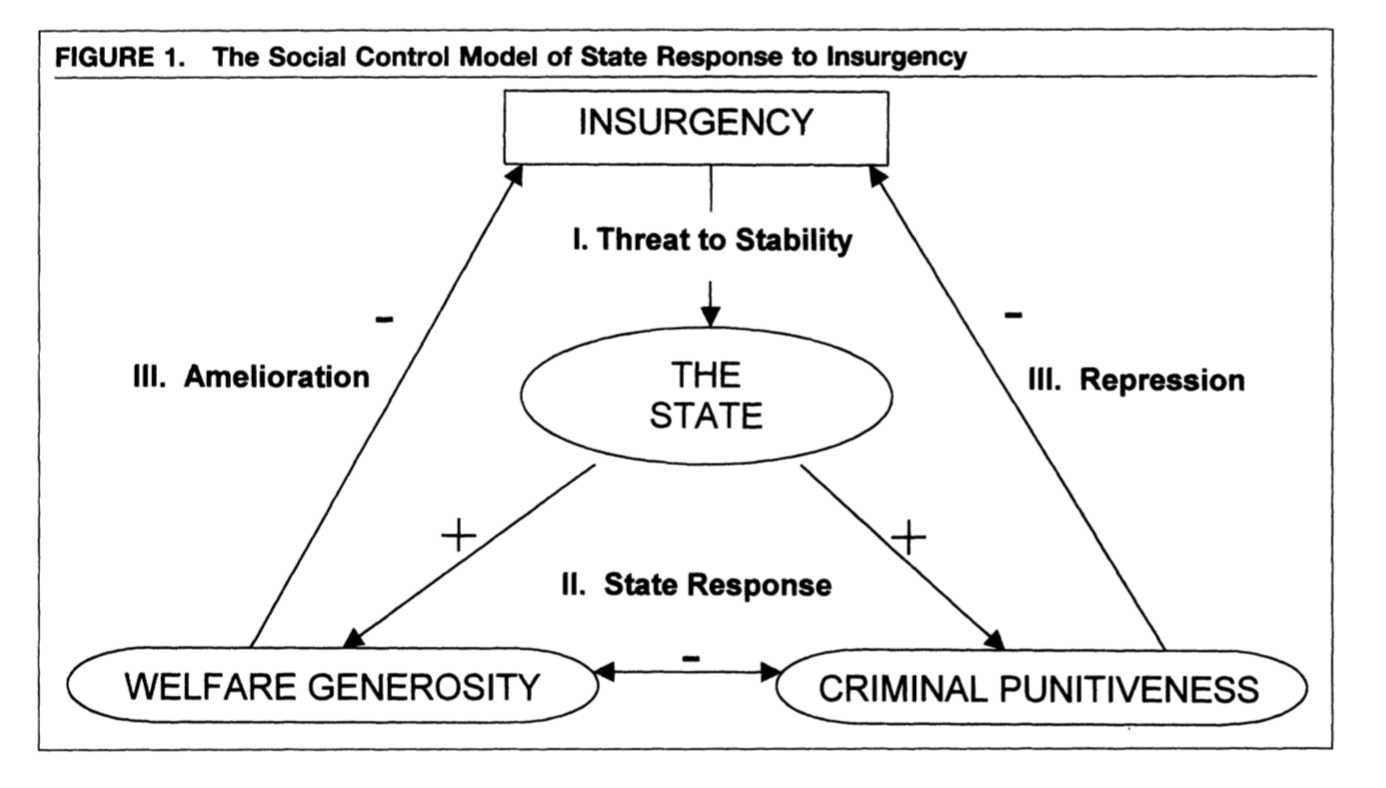 FIGURE 1. The Social Control Model of State Response to Insurgency
INSURGENCY
I. Threat to Stability
-
-
THE
STATE
III. Amelioration
III. Repression
+
+
II. State Response
-
WELFARE GENEROSITY
CRIMINAL PUNITIVENESS